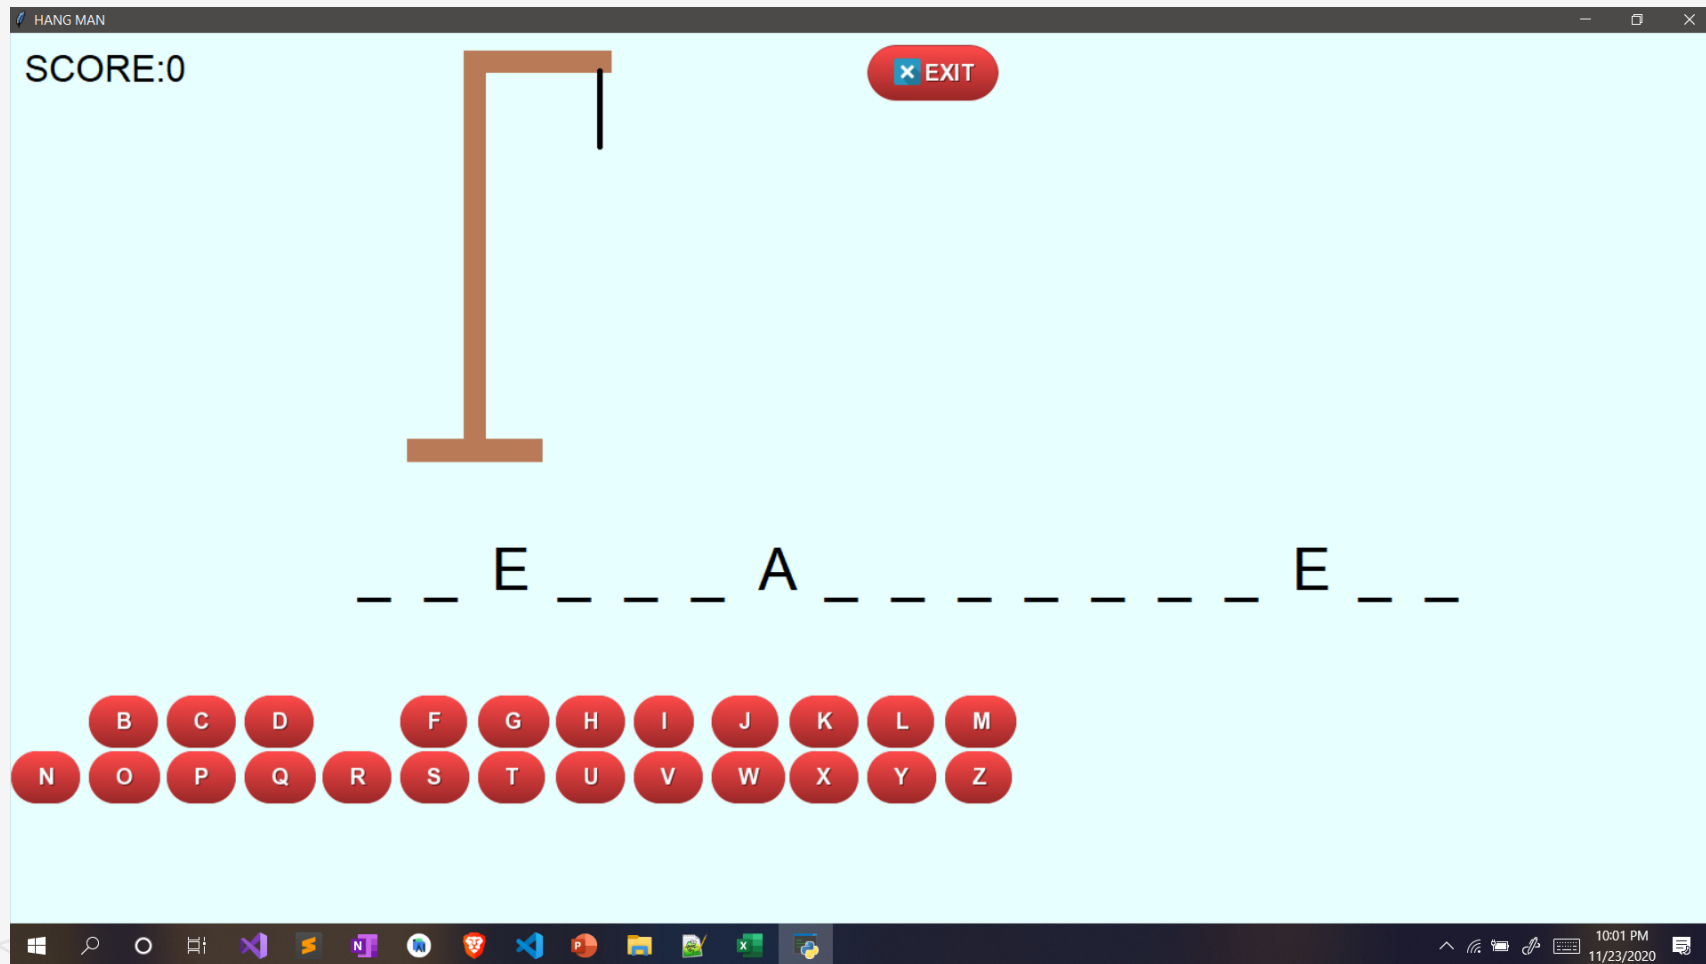 HANG MAN
SCORE:0
EXIT
_ _ E _ _ _ A _ _ _ _ _ _ _ E _ _
B C D F G H I J K L M
N O P Q R S T U V W X Y Z
10:01 PM
11/23/2020